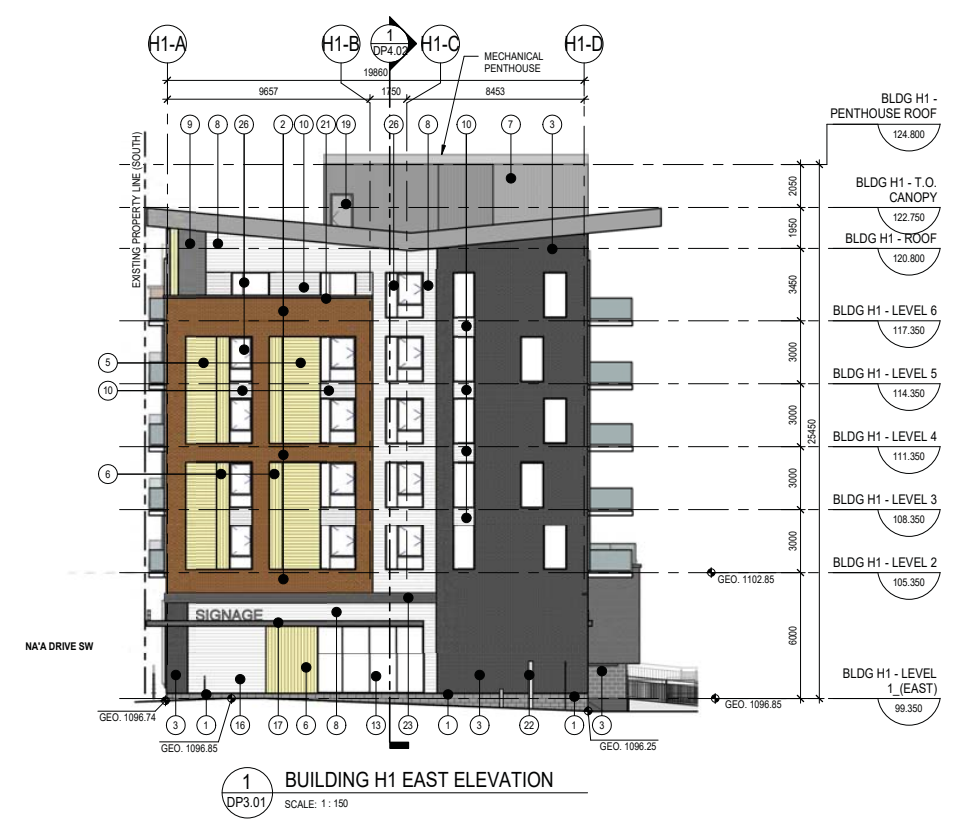 H1-A
H1-B
1
DP4.02
H1-C
H1-D
MECHANICAL
PENTHOUSE
19860
9657
1750
8453
BLDG H1 -
PENTHOUSE ROOF
124.800
9
8
26
2
10
21
19
26
8
10
7
3
EXISTING PROPERTY LINE (SOUTH)
2050
BLDG H1 - T.O.
CANOPY
122.750
1950
BLDG H1 - ROOF
120.800
3450
BLDG H1 - LEVEL 6
117.350
3000
5
BLDG H1 - LEVEL 5
114.350
10
3000
25450
BLDG H1 - LEVEL 4
111.350
6
3000
BLDG H1 - LEVEL 3
108.350
3000
BLDG H1 - LEVEL 2
105.350
GEO. 1102.85
SIGNAGE
6000
NA'A DRIVE SW
BLDG H1 - LEVEL
1_(EAST)
99.350
GEO. 1096.85
GEO. 1096.74
3
1
16
17
6
8
13
23
1
3
22
1
3
GEO. 1096.85
GEO. 1096.25
1
DP3.01
BUILDING H1 EAST ELEVATION
SCALE: 1 : 150